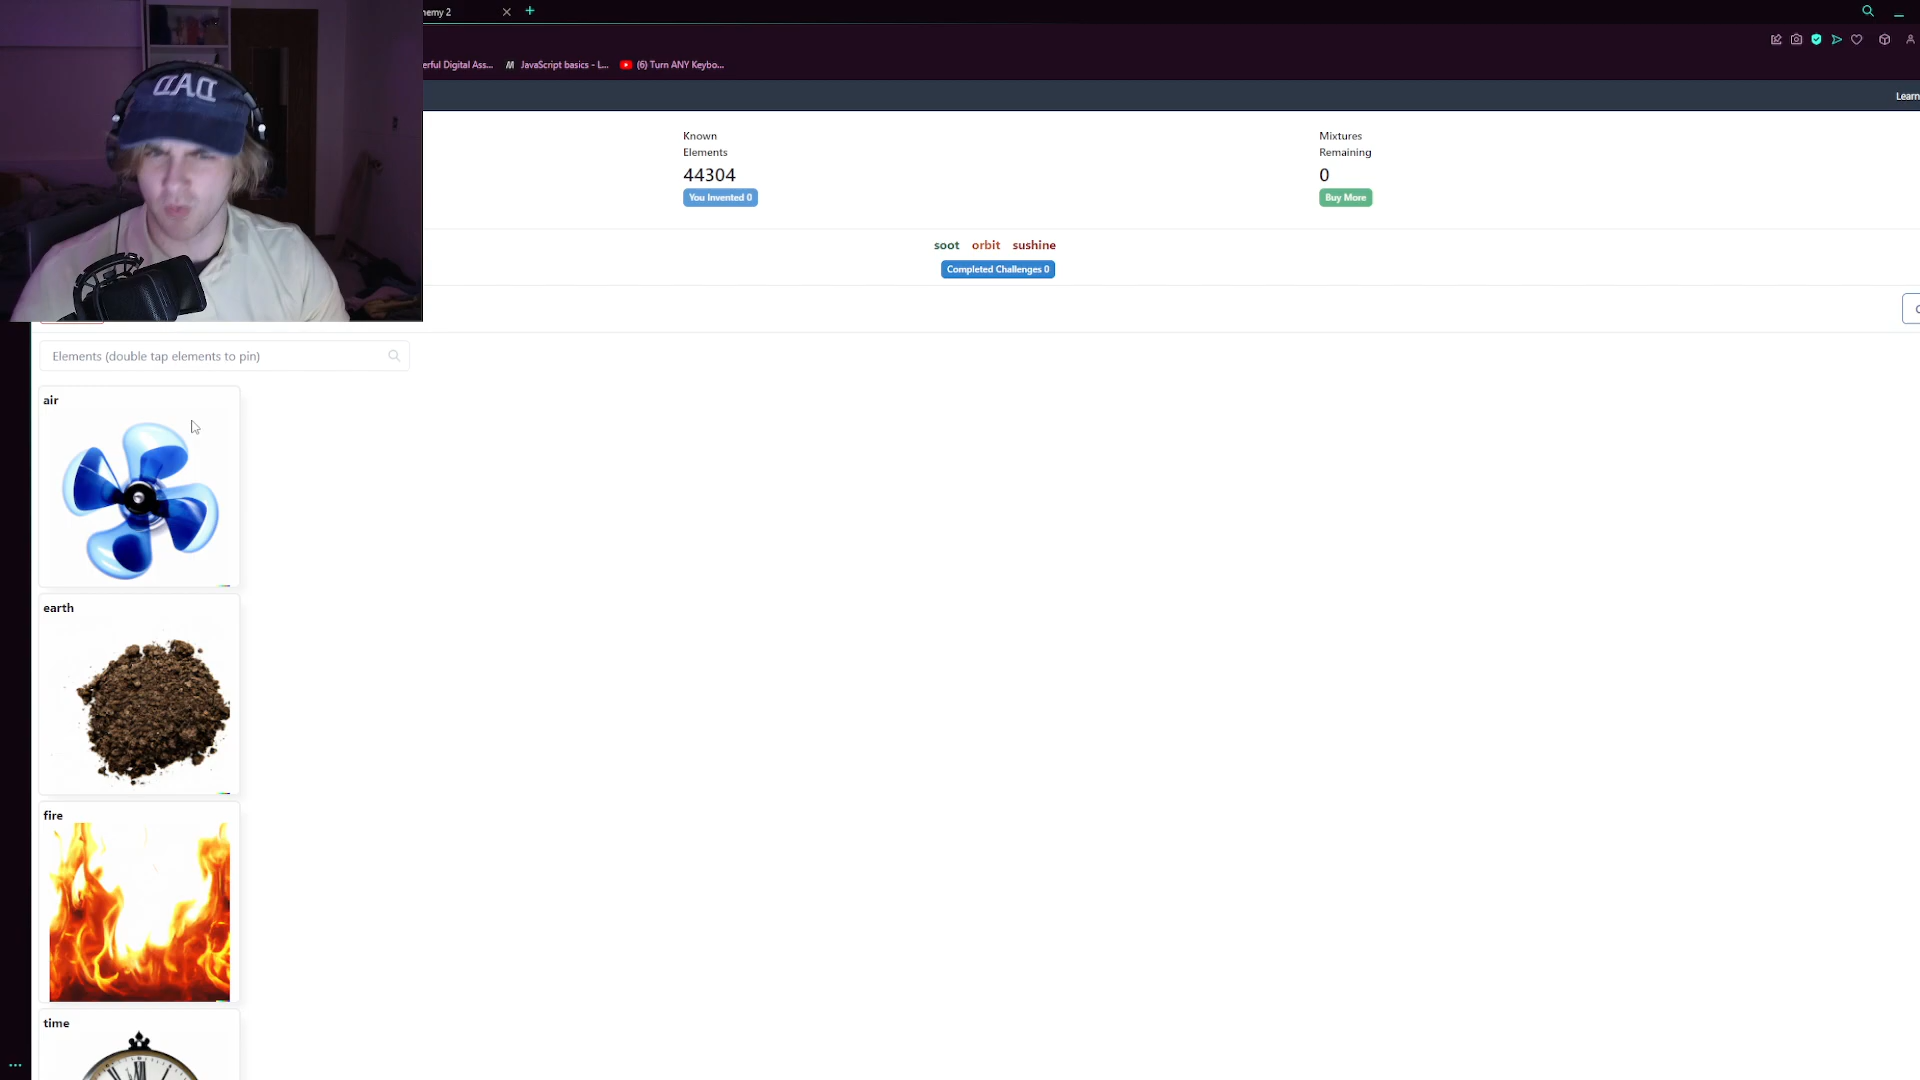 DAD
hemy 2
erful Digital Ass...
JavaScript basics - L...
(6) Turn ANY Keybo...
Learn
Known
Elements
44304
You Invented 0
Mixtures
Remaining
0
Buy More
soot orbit sushine
Completed Challenges 0
Elements (double tap elements to pin)
air
earth
fire
time